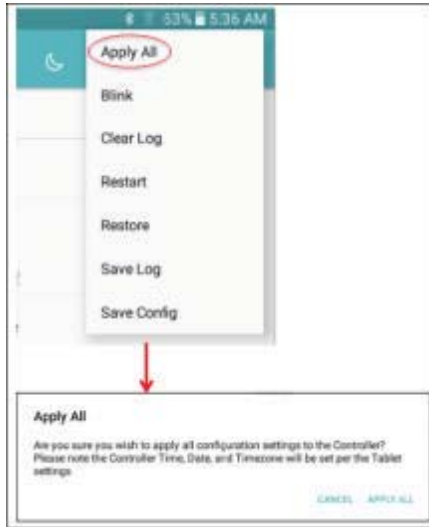 53% 5:36 AM
Apply All
Blink
Clear Log
Restart
Restore
Save Log
Save Config
Apply All
Are you sure you wish to apply all configuration settings to the Controller?
Please note the Controller Time, Date, and Timezone will be set per the Tablet
settings
CANCEL APPLY ALL